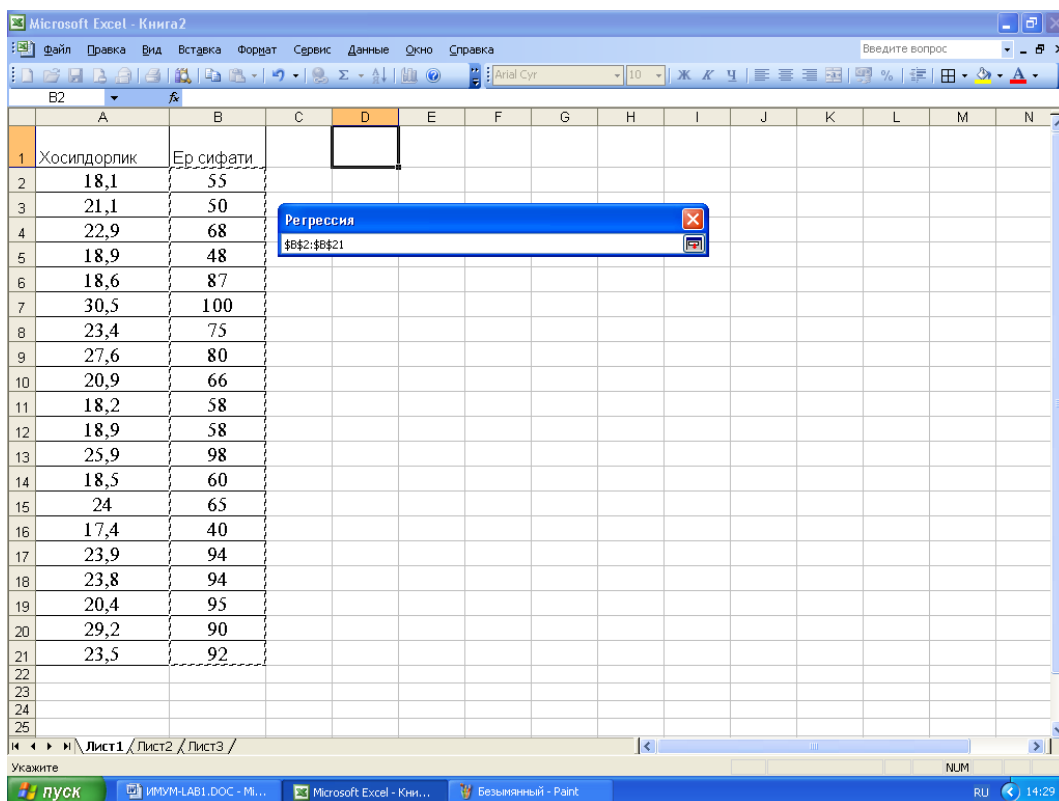 Microsoft Excel - Книга2
Файл Правка Вид Вставка Формат Сервис Данные Окно Справка Введите вопрос
Arial Cyr 10 Ж К Ч
B2 fx
A B C D E F G H I J K L M N
1 Хосилдорлик Ер сифати
2 18,1 55
3 21,1 50
Регрессия
4 22,9 68
$B$2:$B$21
5 18,9 48
6 18,6 87
7 30,5 100
8 23,4 75
9 27,6 80
10 20,9 66
11 18,2 58
12 18,9 58
13 25,9 98
14 18,5 60
15 24 65
16 17,4 40
17 23,9 94
18 23,8 94
19 20,4 95
20 29,2 90
21 23,5 92
22
23
24
25
Лист1 Лист2 Лист3
Укажите NUM
пуск ИМУМ-LAB1.DOC - Mi... Microsoft Excel - Кни... Безымянный - Paint RU 14:29